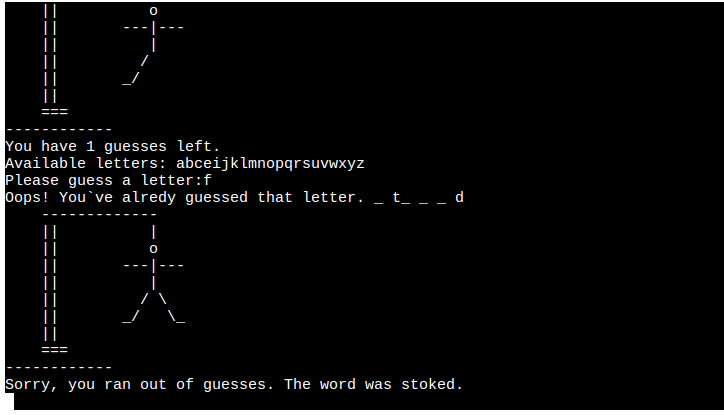 ||          o
    ||       ---|---
    ||          |
    ||         /
    ||       _/
    ||
    ===
------------
You have 1 guesses left.
Available letters: abceijklmnopqrsuvwxyz
Please guess a letter:f
Oops! You`ve alredy guessed that letter. _ t_ _ _ d
    -------------
    ||          |
    ||          o
    ||       ---|---
    ||          |
    ||         / \
    ||       _/   \_
    ||
    ===
------------
Sorry, you ran out of guesses. The word was stoked.